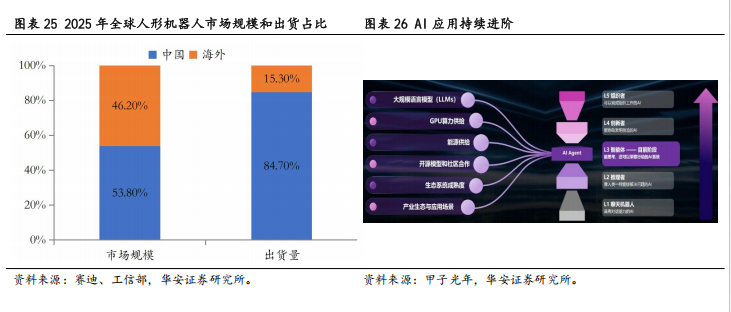 图表 25 2025 年全球人形机器人市场规模和出货占比
中国 海外
100%
80%
60%
40%
20%
0%
46.20%
53.80%
15.30%
84.70%
市场规模
出货量
资料来源：赛迪、工信部，华安证券研究所。
图表 26 AI 应用持续进阶
大规模语言模型（LLMs）
GPU算力供给
能源供给
开源模型和社区合作
生态系统成熟度
产业生态与应用场景
AI Agent
L5 组织者
L4 创新者
L3 智能体 —— 目前阶段
L2 推理者
L1 聊天机器人
资料来源：甲子光年，华安证券研究所。